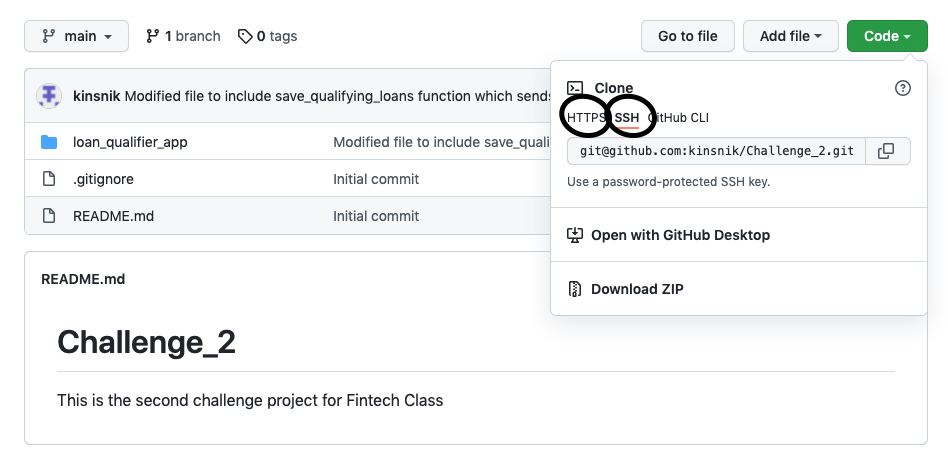 main 1 branch 0 tags Go to file Add file Code
kinsnik Modified file to include save_qualifying_loans function which sends
Clone
HTTPS SSH GitHub CLI
loan_qualifier_app Modified file to include save_quali
git@github.com:kinsnik/Challenge_2.git
.gitignore Initial commit
Use a password-protected SSH key.
README.md Initial commit
Open with GitHub Desktop
README.md
Download ZIP
Challenge_2
This is the second challenge project for Fintech Class